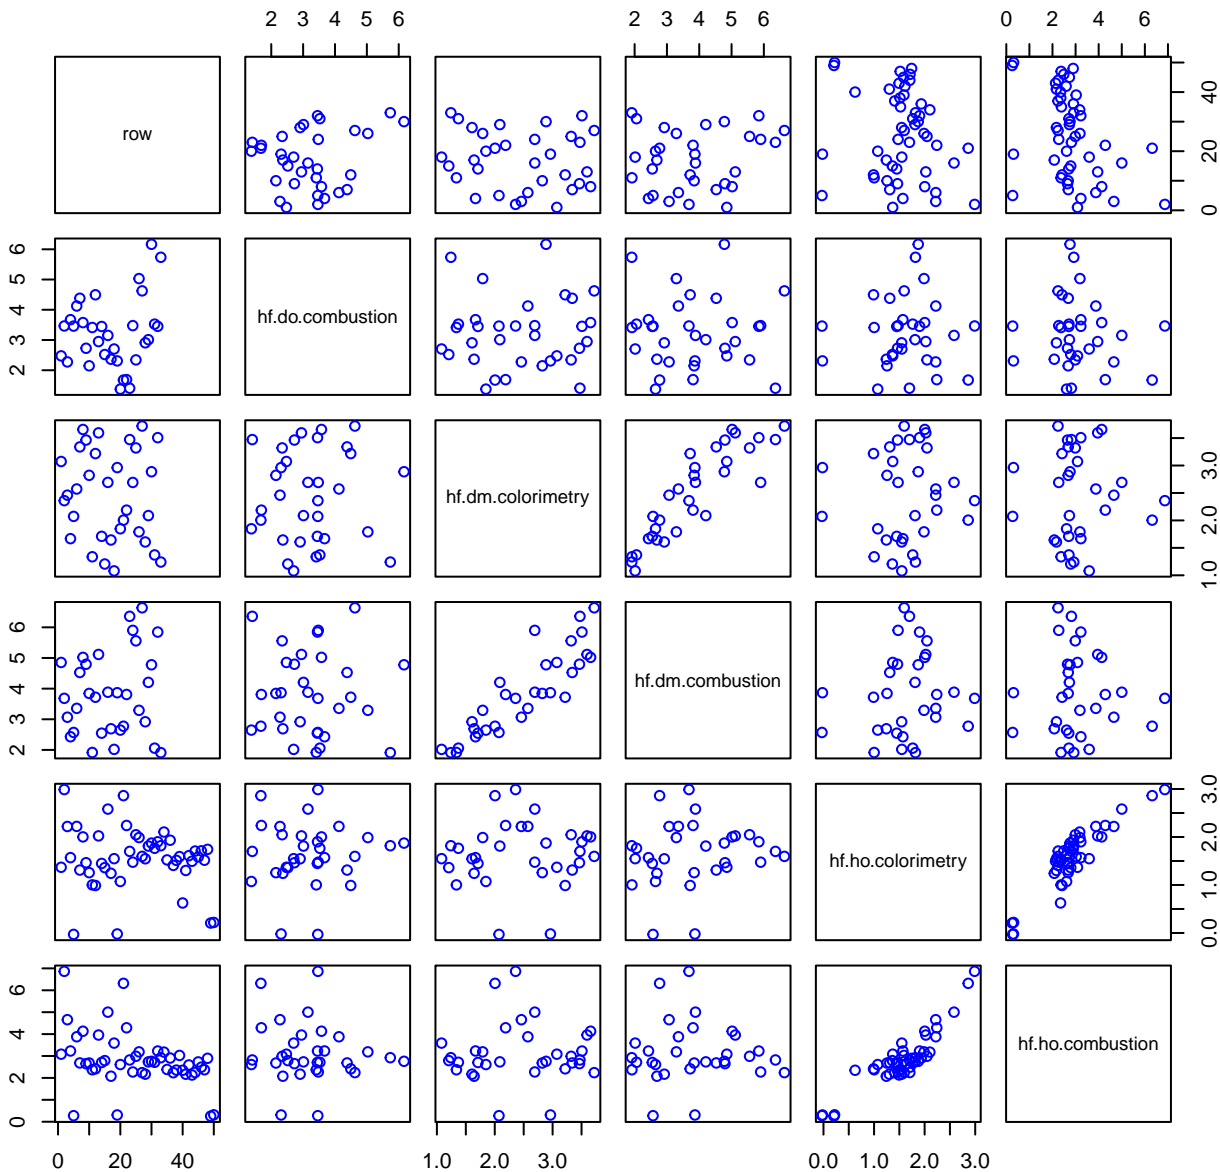 2 3 4 5 6
2 3 4 5 6
0 2 4 6
row
0 20 40
2 3 4 5 6
hf.do.combustion
hf.dm.colorimetry
1.0 2.0 3.0
2 3 4 5 6
hf.dm.combustion
hf.ho.colorimetry
0.0 1.0 2.0 3.0
0 2 4 6
hf.ho.combustion
0 20 40
1.0 2.0 3.0
0.0 1.0 2.0 3.0